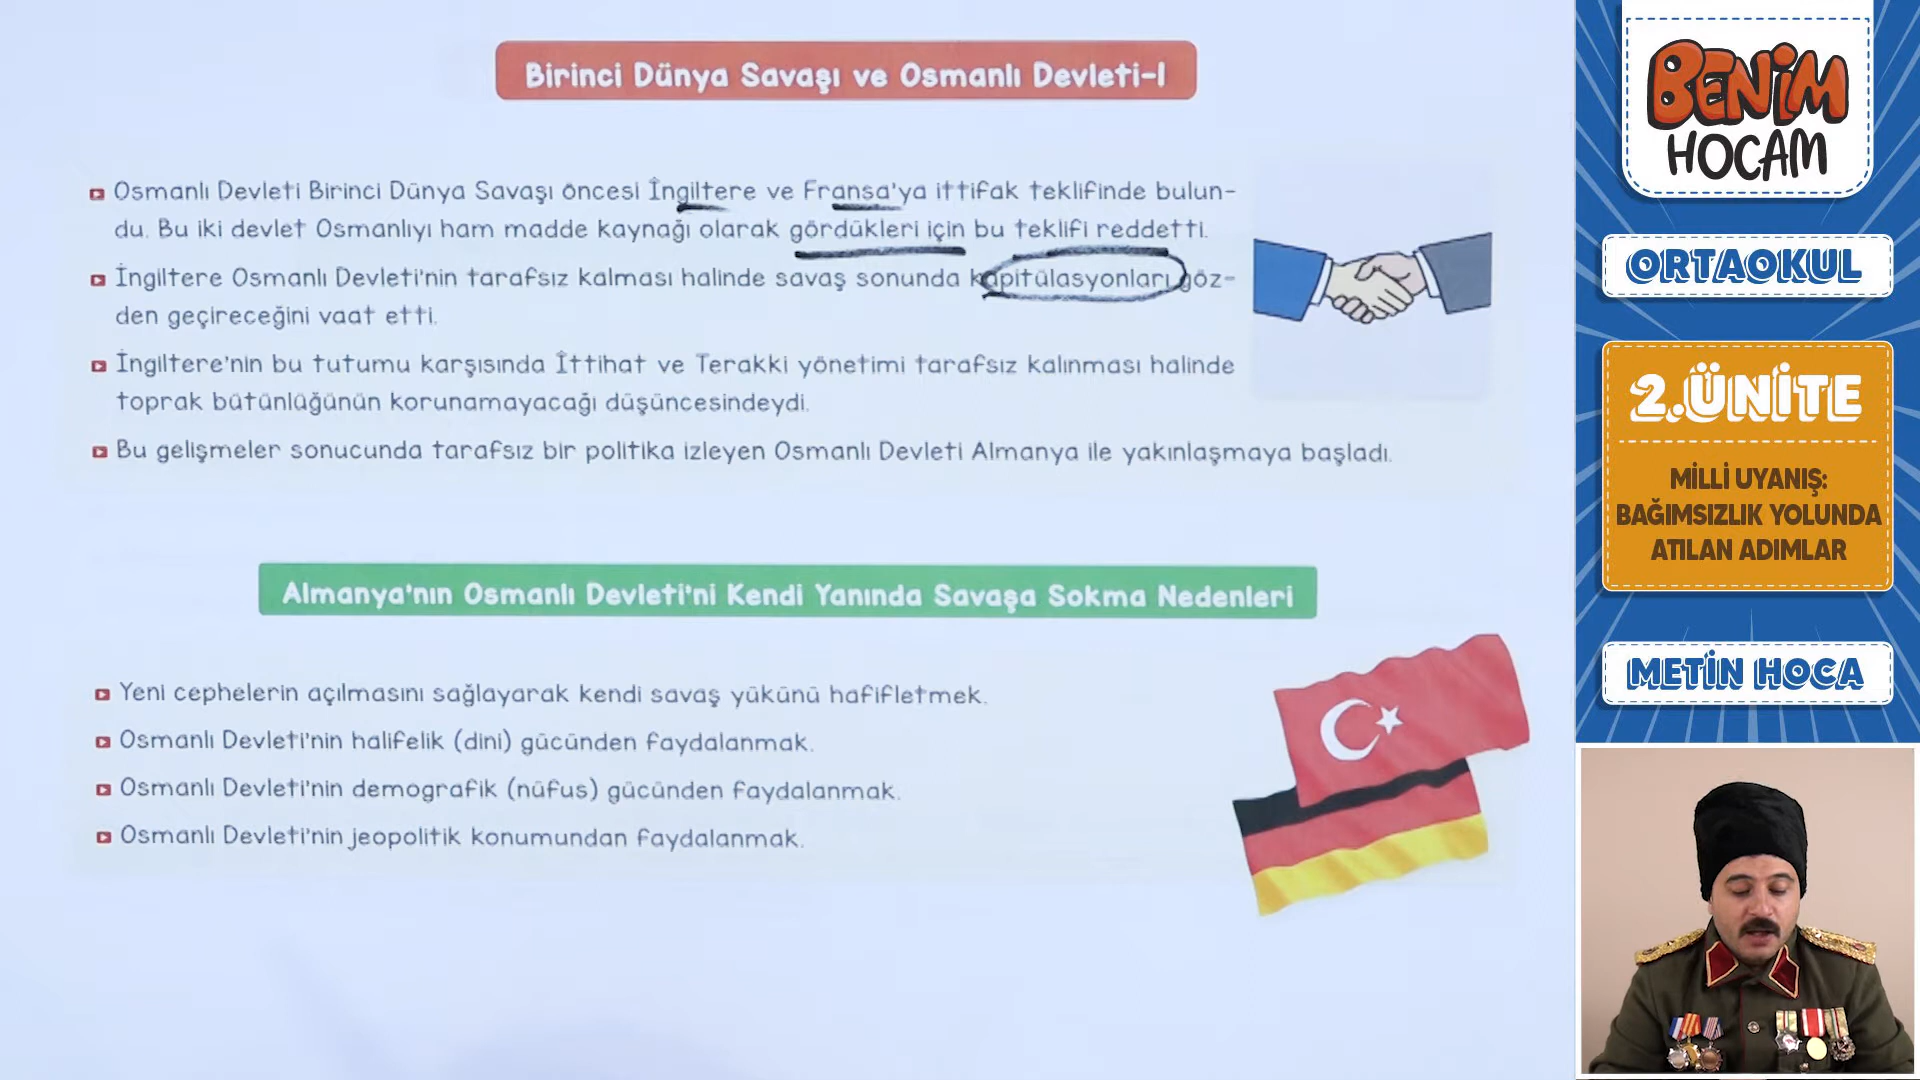 Birinci Dünya Savaşı ve Osmanlı Devleti-I
Osmanlı Devleti Birinci Dünya Savaşı öncesi İngiltere ve Fransa'ya ittifak teklifinde bulun-
du. Bu iki devlet Osmanlıyı ham madde kaynağı olarak gördükleri için bu teklifi reddetti.
İngiltere Osmanlı Devleti'nin tarafsız kalması halinde savaş sonunda kapitülasyonları göz-
den geçireceğini vaat etti.
İngiltere'nin bu tutumu karşısında İttihat ve Terakki yönetimi tarafsız kalınması halinde
toprak bütünlüğünün korunamayacağı düşüncesindeydi.
Bu gelişmeler sonucunda tarafsız bir politika izleyen Osmanlı Devleti Almanya ile yakınlaşmaya başladı.
Almanya'nın Osmanlı Devleti'ni Kendi Yanında Savaşa Sokma Nedenleri
Yeni cephelerin açılmasını sağlayarak kendi savaş yükünü hafifletmek.
Osmanlı Devleti'nin halifelik (dini) gücünden faydalanmak.
Osmanlı Devleti'nin demografik (nüfus) gücünden faydalanmak.
Osmanlı Devleti'nin jeopolitik konumundan faydalanmak.
BENİM
HOCAM
ORTAOKUL
2.ÜNİTE
MİLLİ UYANIŞ:
BAĞIMSIZLIK YOLUNDA
ATILAN ADIMLAR
METİN HOCA